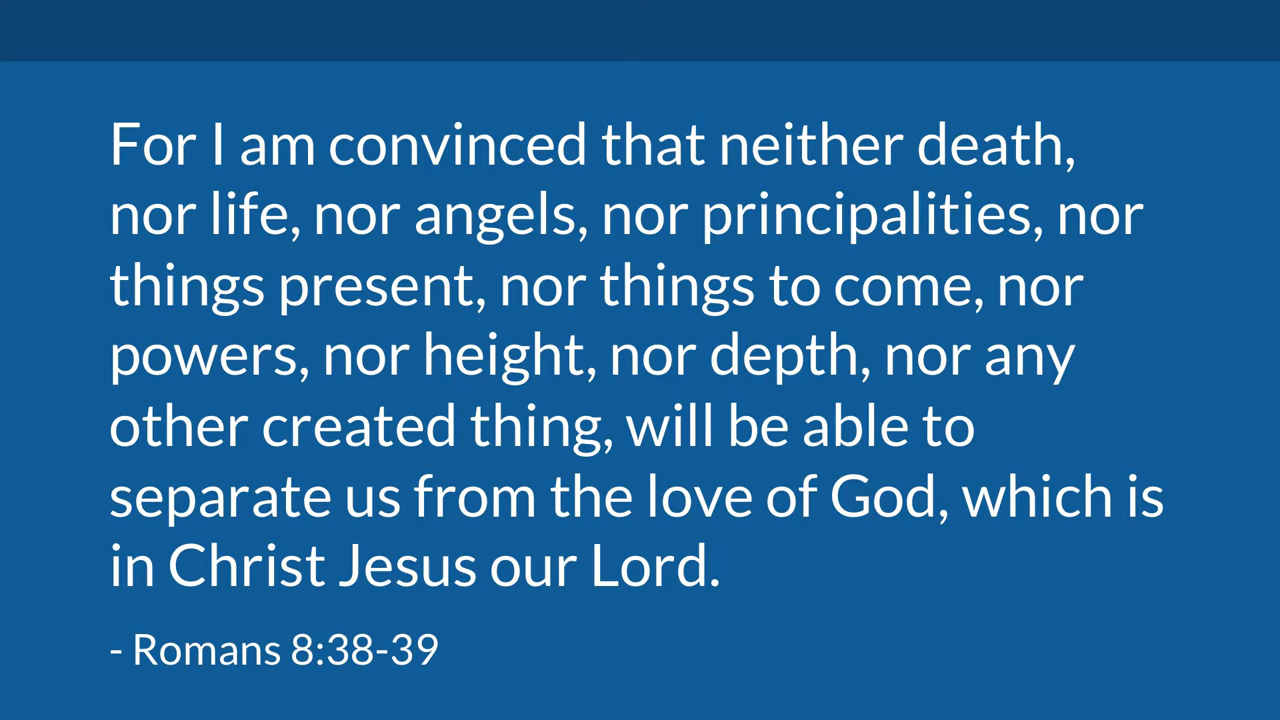 For I am convinced that neither death,
nor life, nor angels, nor principalities, nor
things present, nor things to come, nor
powers, nor height, nor depth, nor any
other created thing, will be able to
separate us from the love of God, which is
in Christ Jesus our Lord.
- Romans 8:38-39